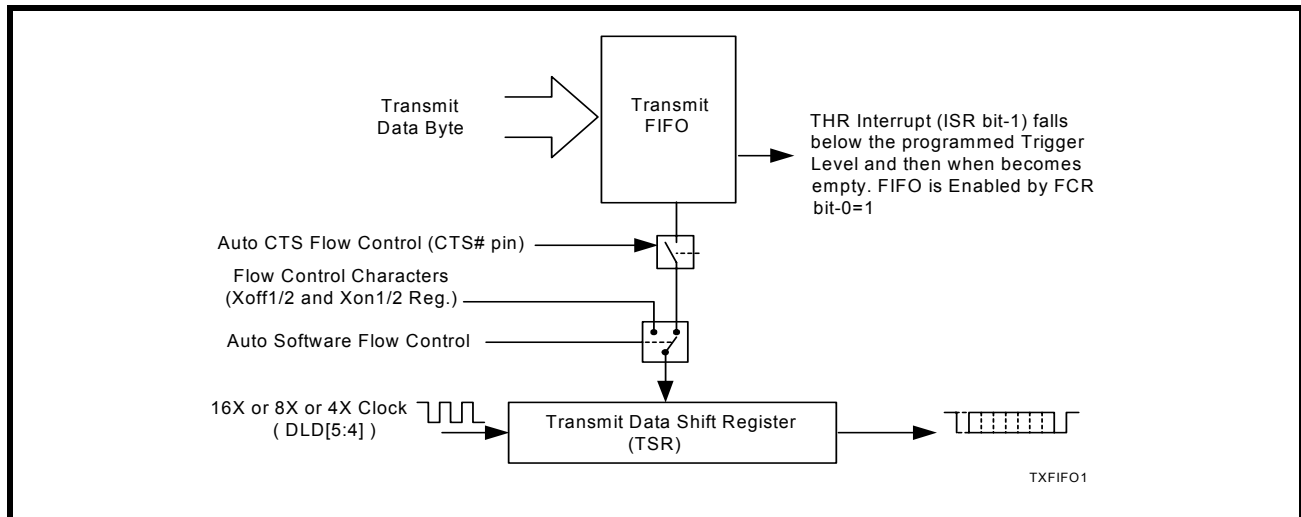 Transmit
Data Byte
Transmit
FIFO
THR Interrupt (ISR bit-1) falls
below the programmed Trigger
Level and then when becomes
empty. FIFO is Enabled by FCR
bit-0=1
Auto CTS Flow Control (CTS# pin)
Flow Control Characters
(Xoff1/2 and Xon1/2 Reg.)
Auto Software Flow Control
16X or 8X or 4X Clock
( DLD[5:4] )
Transmit Data Shift Register
(TSR)
TXFIFO1